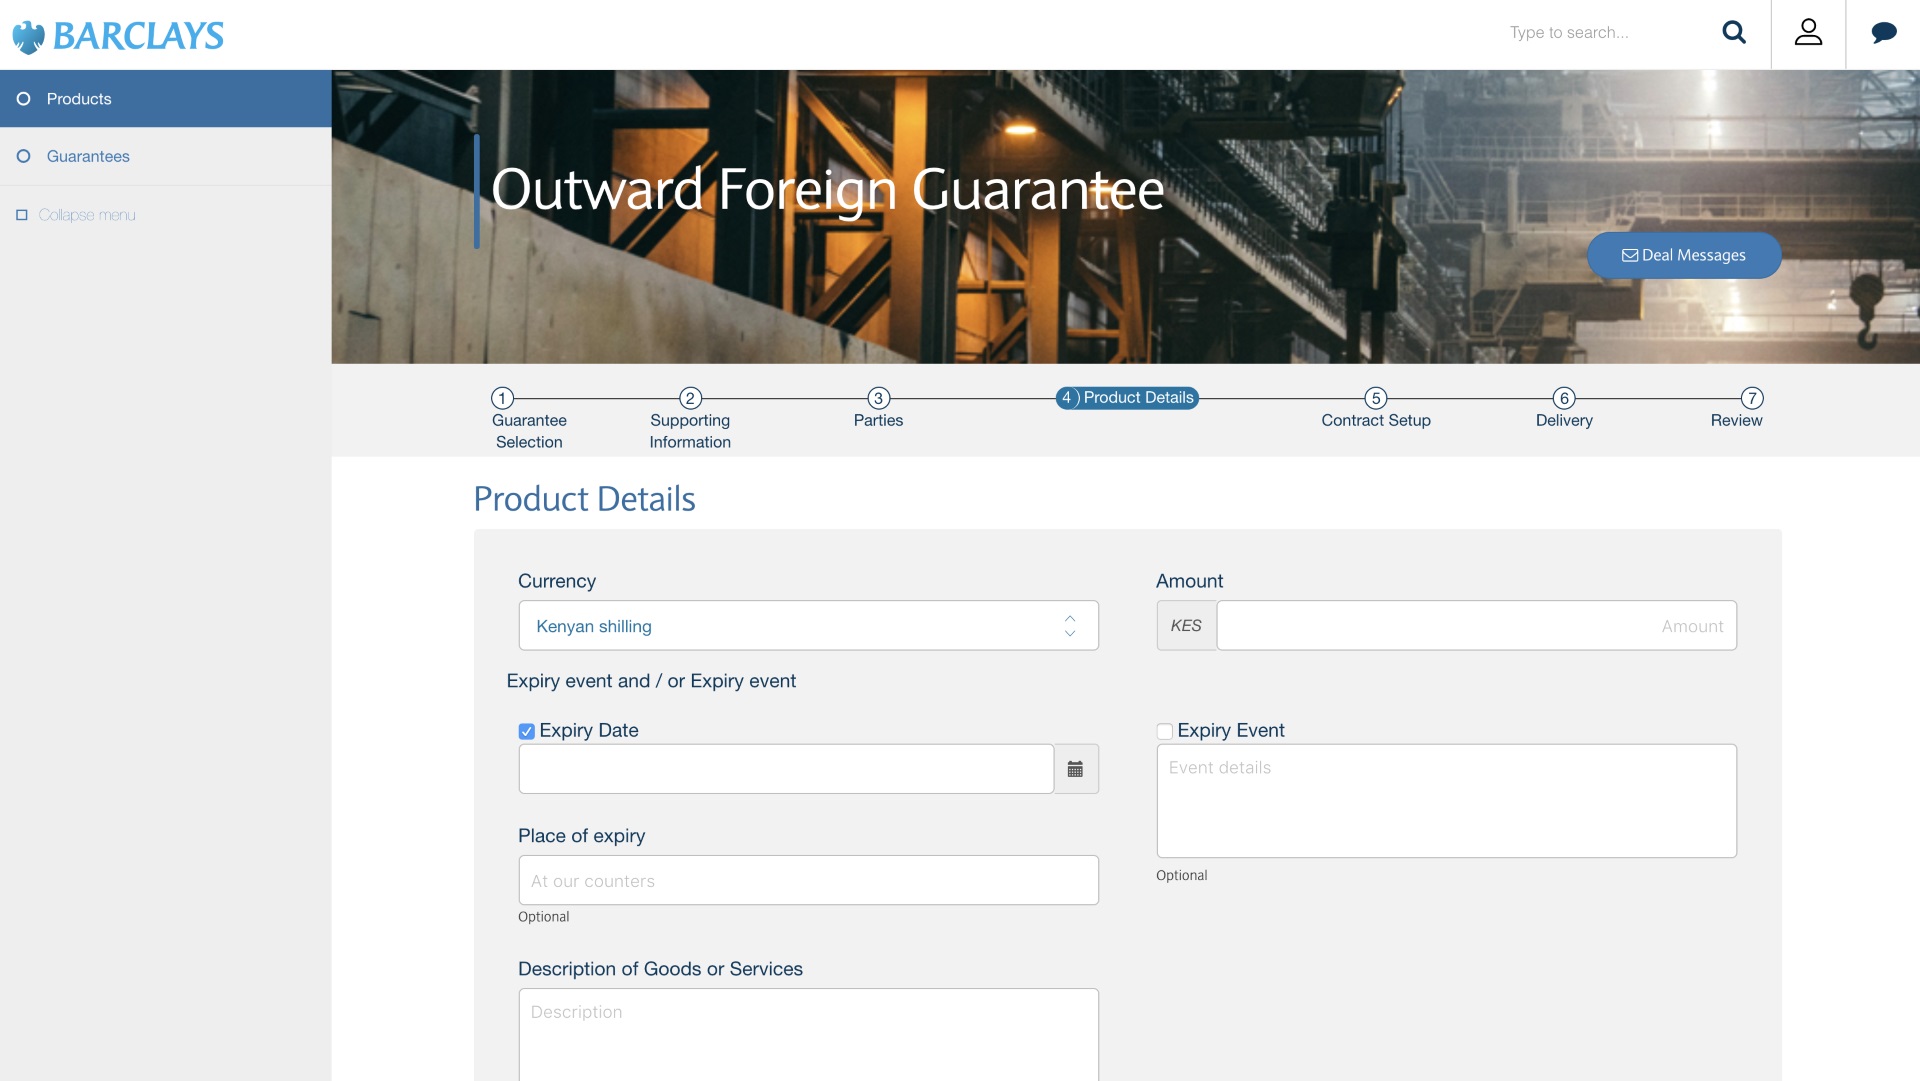 BARCLAYS
Type to search...
Products
Guarantees
Collapse menu
Outward Foreign Guarantee
Deal Messages
1
Guarantee
Selection
2
Supporting
Information
3
Parties
4 Product Details
5
Contract Setup
6
Delivery
7
Review
Product Details
Currency
Kenyan shilling
Amount
KES Amount
Expiry event and / or Expiry event
Expiry Date
Expiry Event
Event details
Optional
Place of expiry
At our counters
Optional
Description of Goods or Services
Description